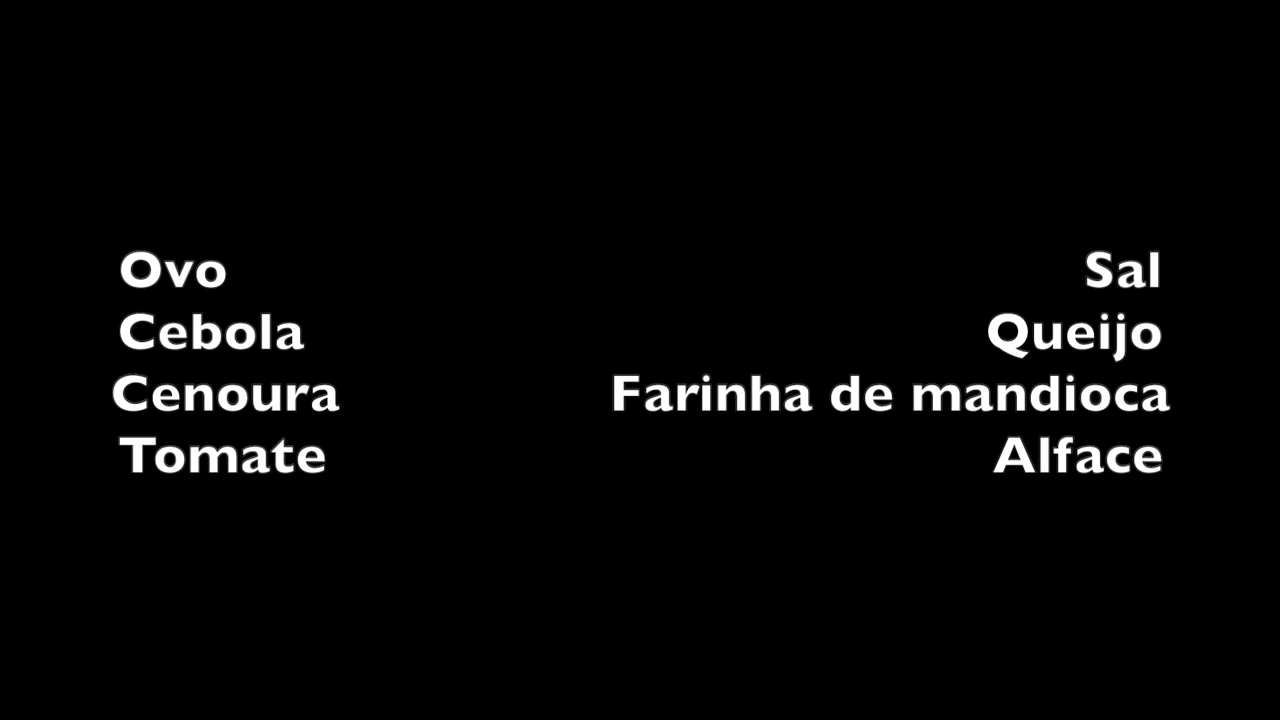 Ovo
Cebola
Cenoura
Tomate
Sal
Queijo
Farinha de mandioca
Alface